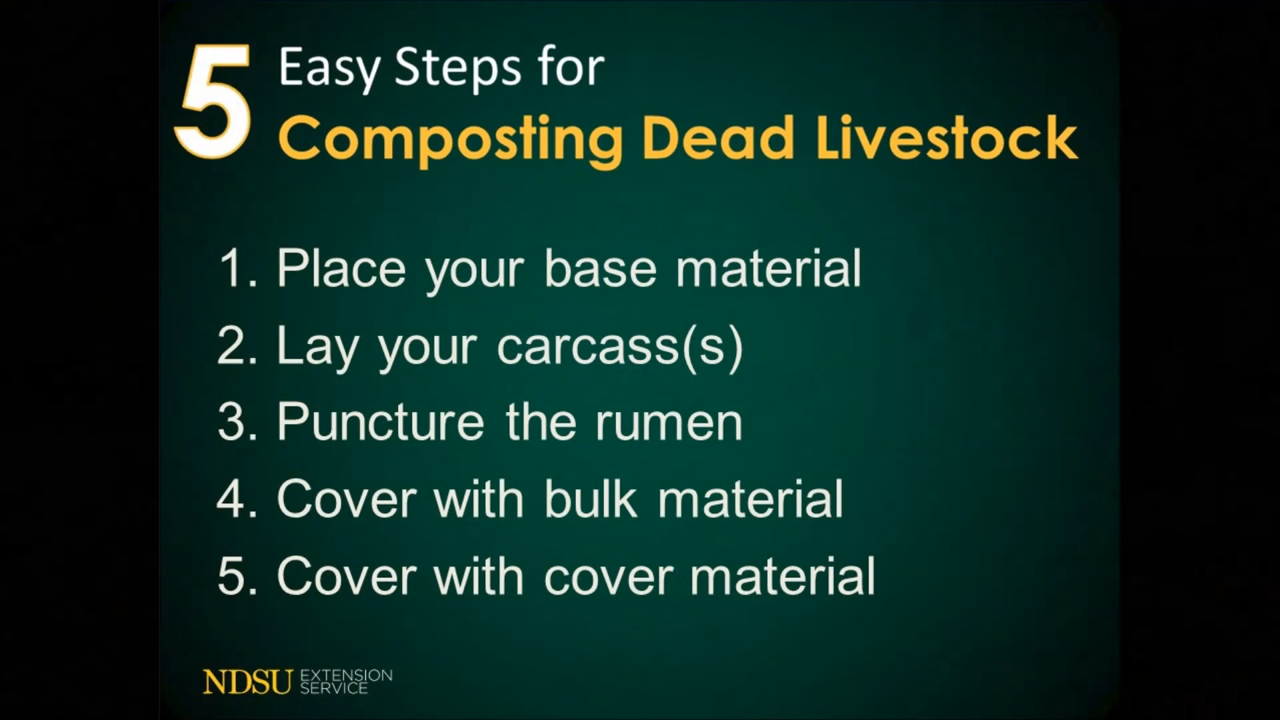 5 Easy Steps for
Composting Dead Livestock
1. Place your base material
2. Lay your carcass(s)
3. Puncture the rumen
4. Cover with bulk material
5. Cover with cover material
NDSU EXTENSION
SERVICE